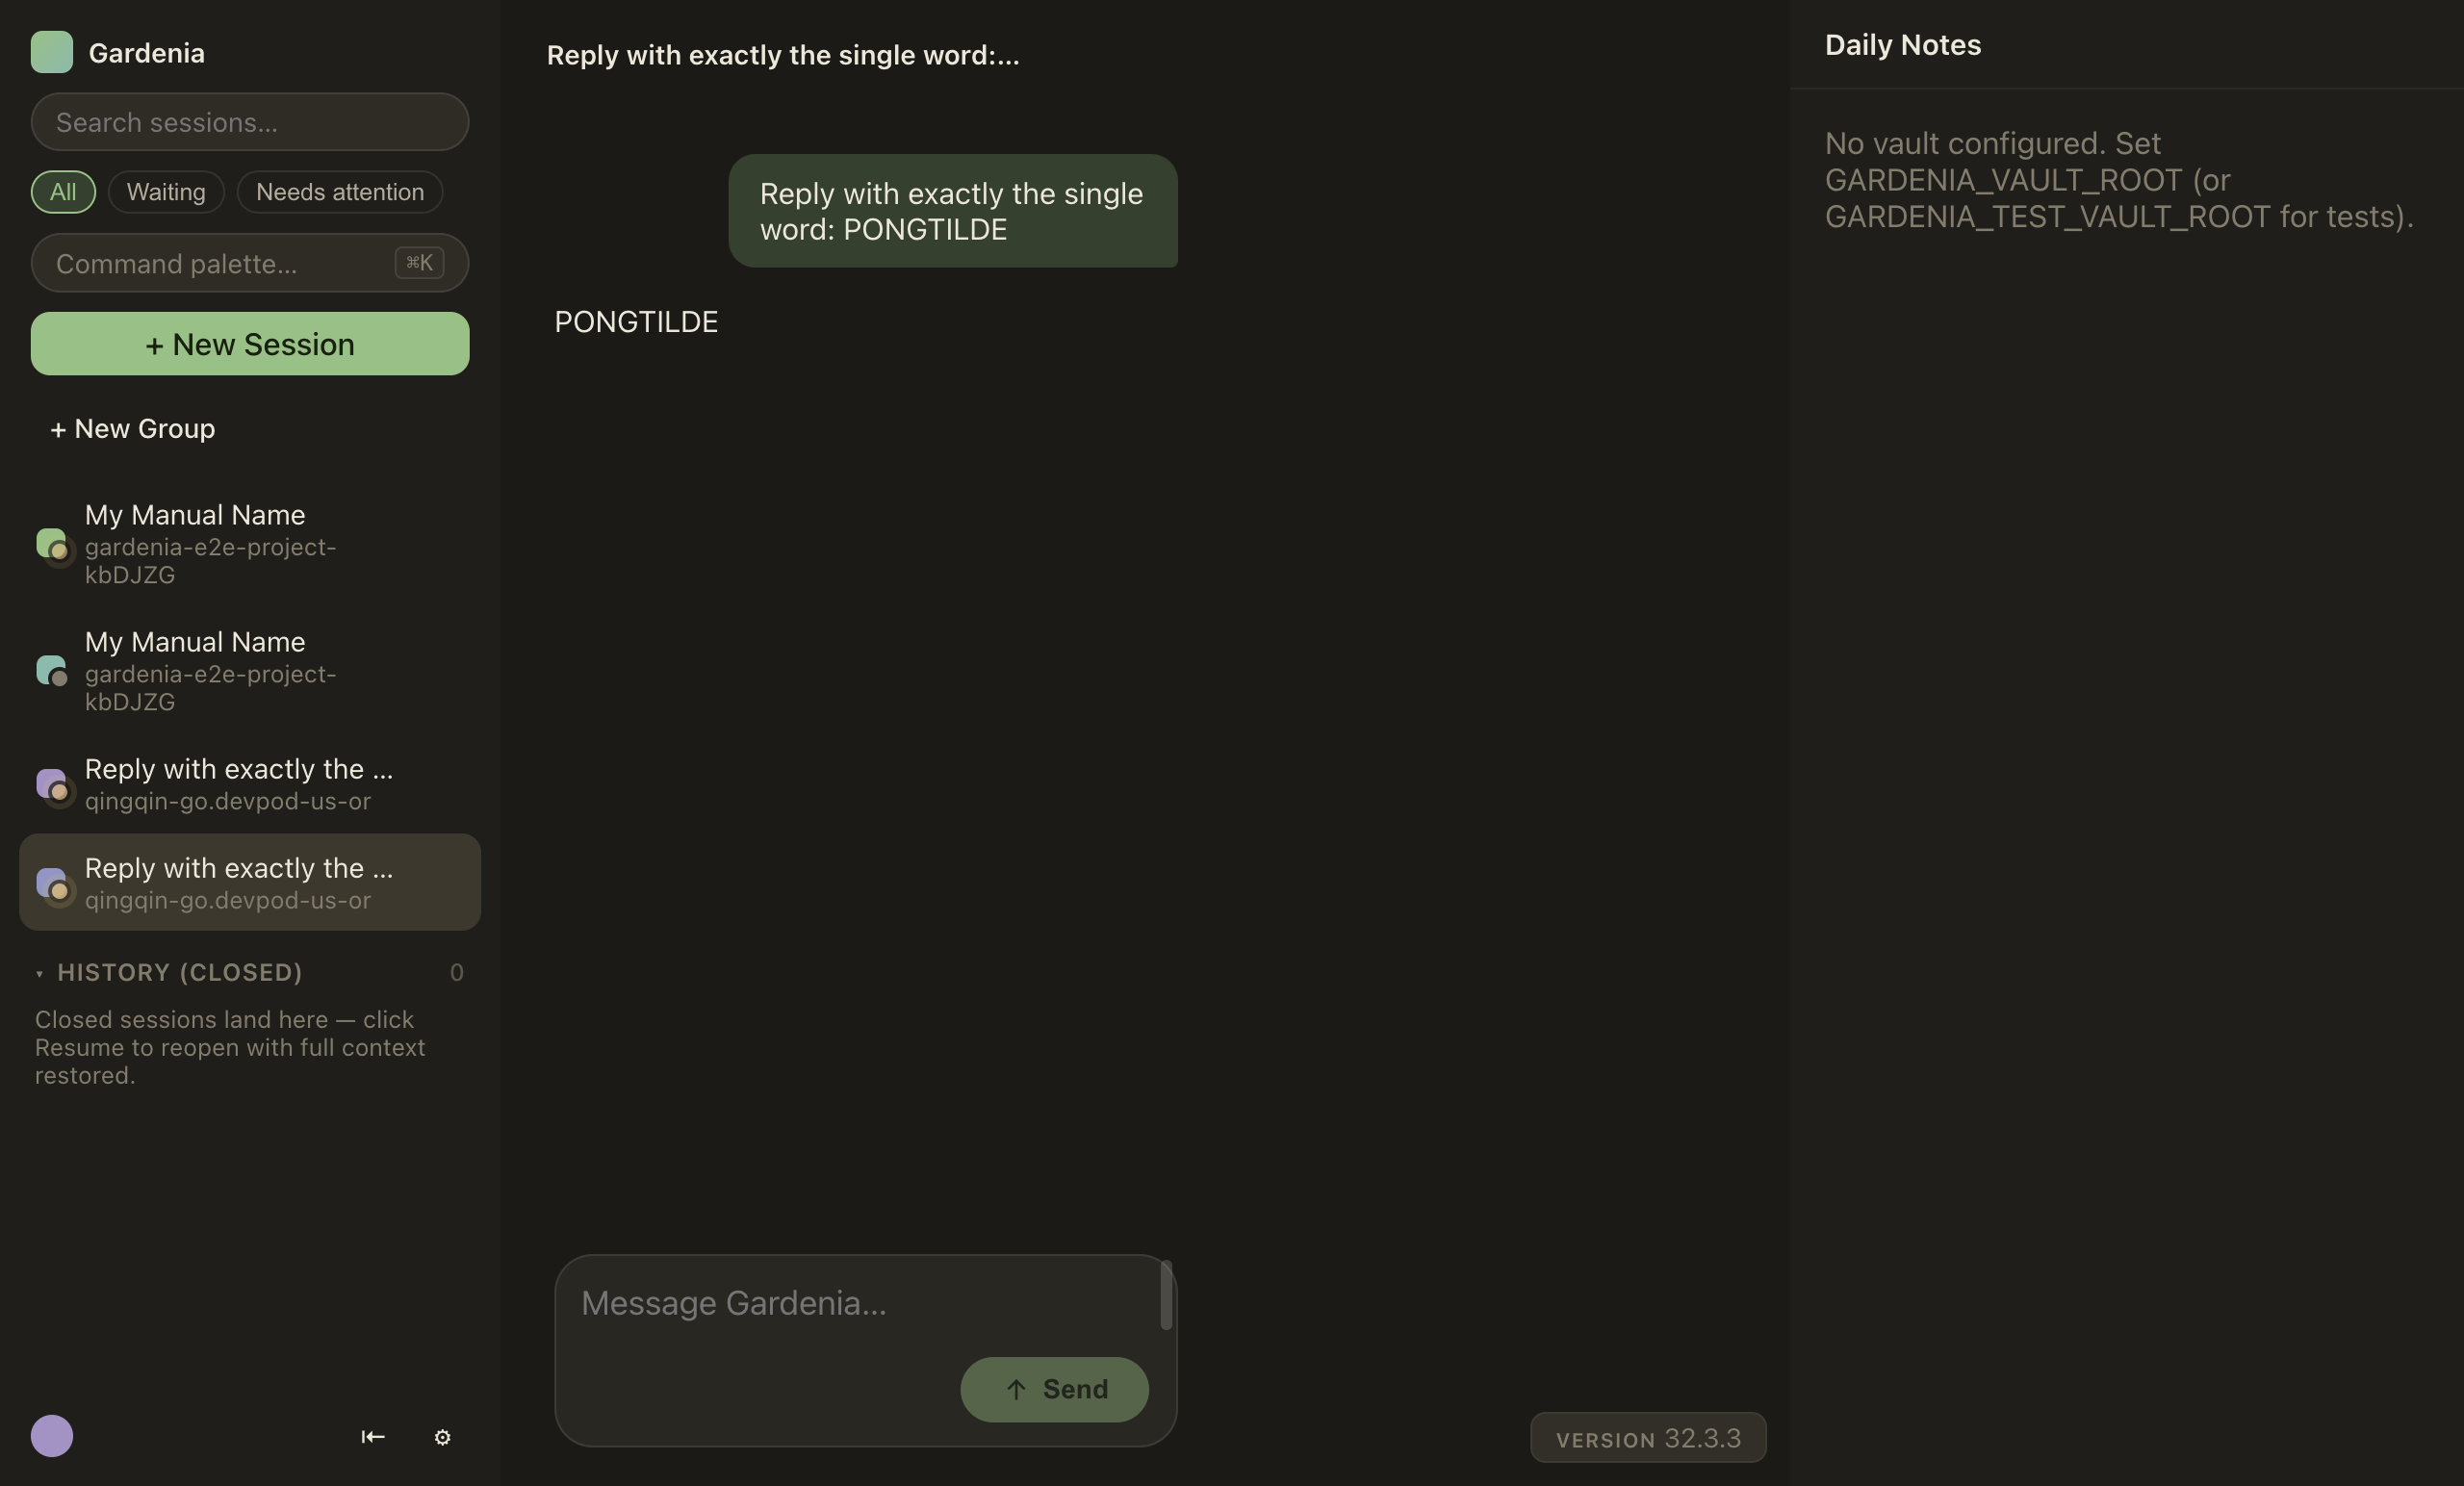 Gardenia
Search sessions...
All
Waiting
Needs attention
Command palette...
⌘K
+ New Session
+ New Group
My Manual Name
gardenia-e2e-project-
kbDJZG
My Manual Name
gardenia-e2e-project-
kbDJZG
Reply with exactly the ...
qingqin-go.devpod-us-or
Reply with exactly the ...
qingqin-go.devpod-us-or
▾ HISTORY (CLOSED) 0
Closed sessions land here — click
Resume to reopen with full context
restored.
Reply with exactly the single word:...
Reply with exactly the single
word: PONGTILDE
PONGTILDE
Message Gardenia...
↑ Send
VERSION 32.3.3
Daily Notes
No vault configured. Set
GARDENIA_VAULT_ROOT (or
GARDENIA_TEST_VAULT_ROOT for tests).